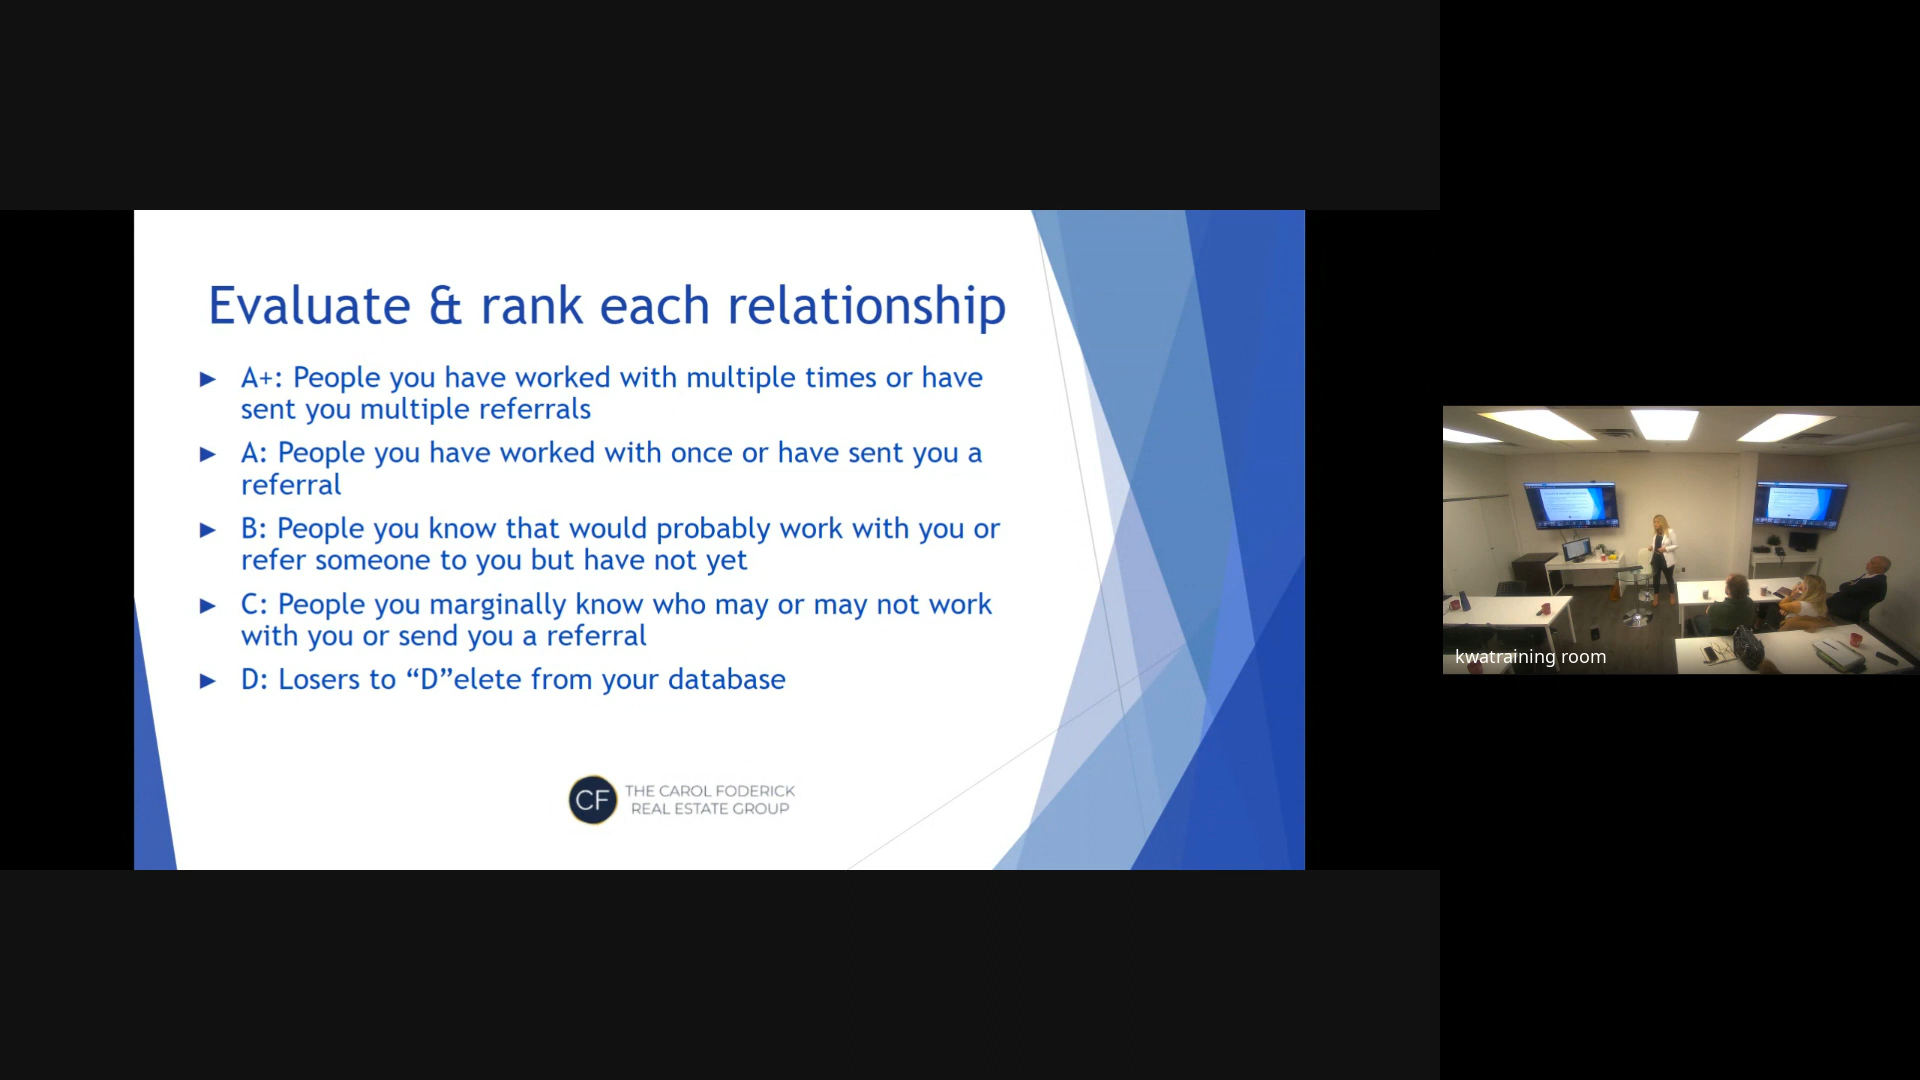 Evaluate & rank each relationship
► A+: People you have worked with multiple times or have
sent you multiple referrals
► A: People you have worked with once or have sent you a
referral
► B: People you know that would probably work with you or
refer someone to you but have not yet
► C: People you marginally know who may or may not work
with you or send you a referral
► D: Losers to “D”elete from your database
CF
THE CAROL FODERICK
REAL ESTATE GROUP
kwatraining room